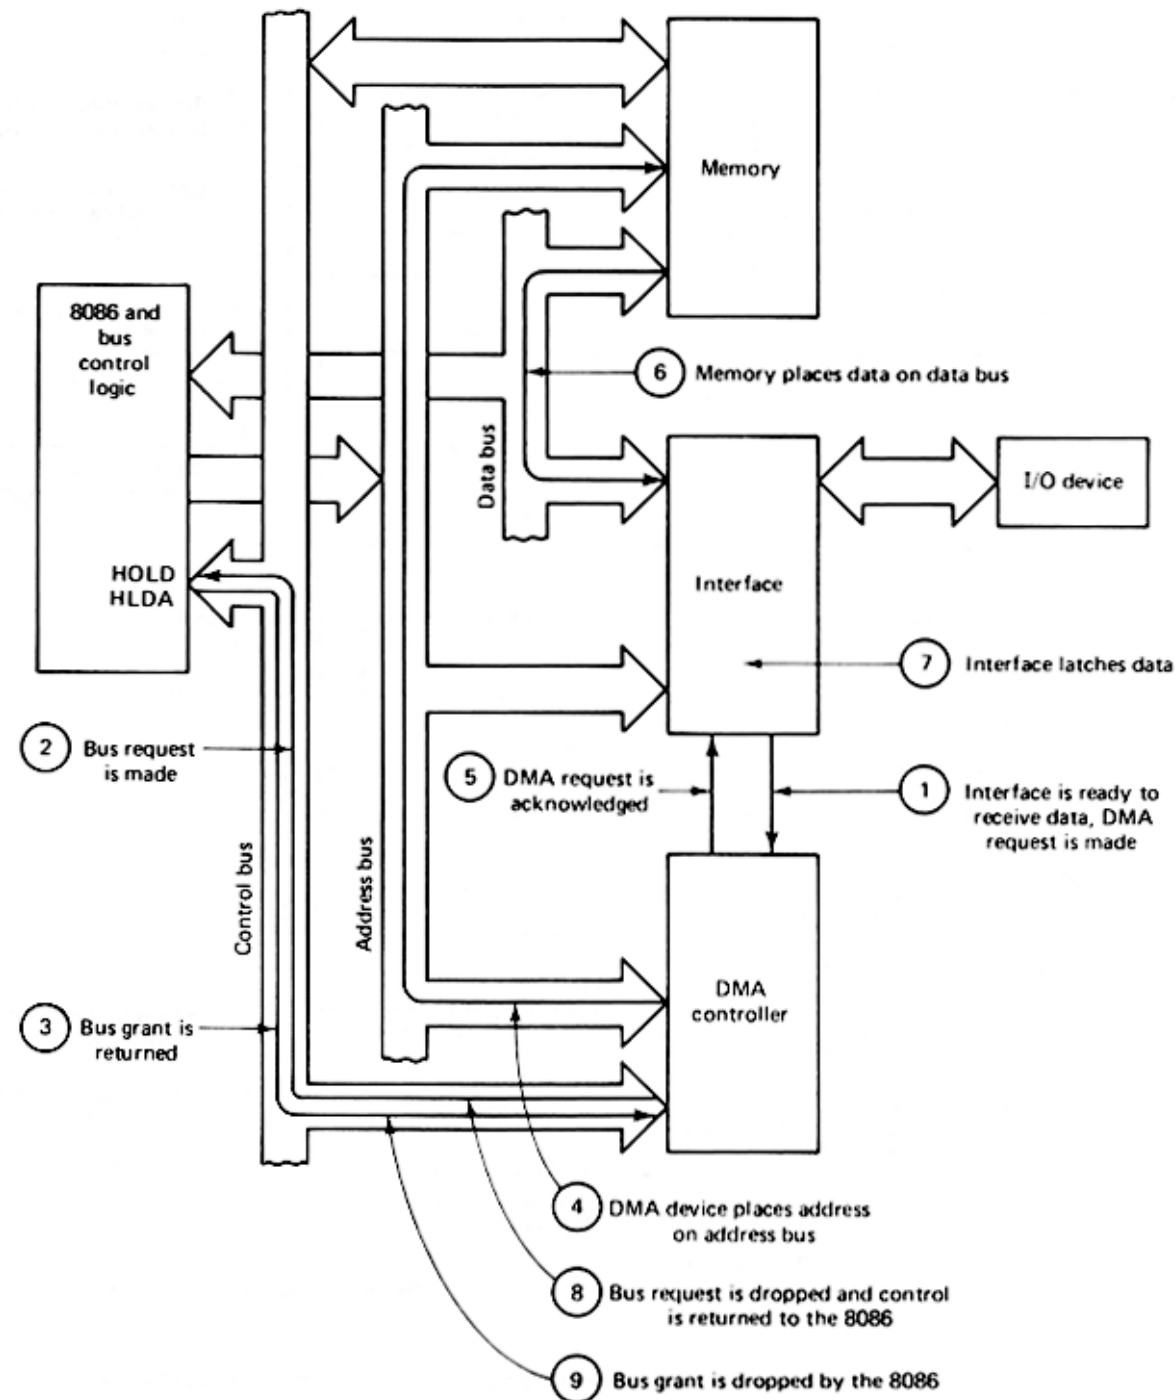 Memory
8086 and
bus
control
logic
6
Memory places data on data bus
Data bus
I/O device
HOLD
HLDA
Interface
7
Interface latches data
2
Bus request
is made
5
DMA request is
acknowledged
1
Interface is ready to
receive data, DMA
request is made
Control bus
Address bus
DMA
controller
3
Bus grant is
returned
4
DMA device places address
on address bus
8
Bus request is dropped and control
is returned to the 8086
9
Bus grant is dropped by the 8086